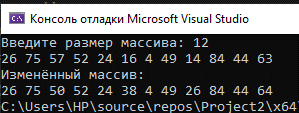 Консоль отладки Microsoft Visual Studio
Введите размер массива: 12
26 75 57 52 24 16 4 49 14 84 44 63
Изменённый массив:
26 75 50 52 24 38 4 49 26 84 44 64
C:\Users\HP\source\repos\Project2\x64